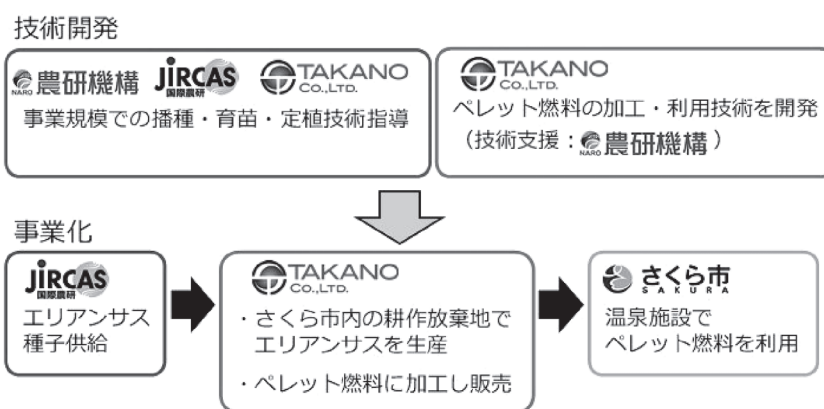 技術開発
NARO 農研機構 JIRCAS 国際農研 TAKANO CO.,LTD.
事業規模での播種・育苗・定植技術指導
TAKANO CO.,LTD.
ペレット燃料の加工・利用技術を開発
（技術支援：NARO 農研機構）
事業化
JIRCAS
国際農研
エリアンサス
種子供給
TAKANO
CO.,LTD.
・さくら市内の耕作放棄地で
エリアンサスを生産
・ペレット燃料に加工し販売
さくら市
SAKURA
温泉施設で
ペレット燃料を利用